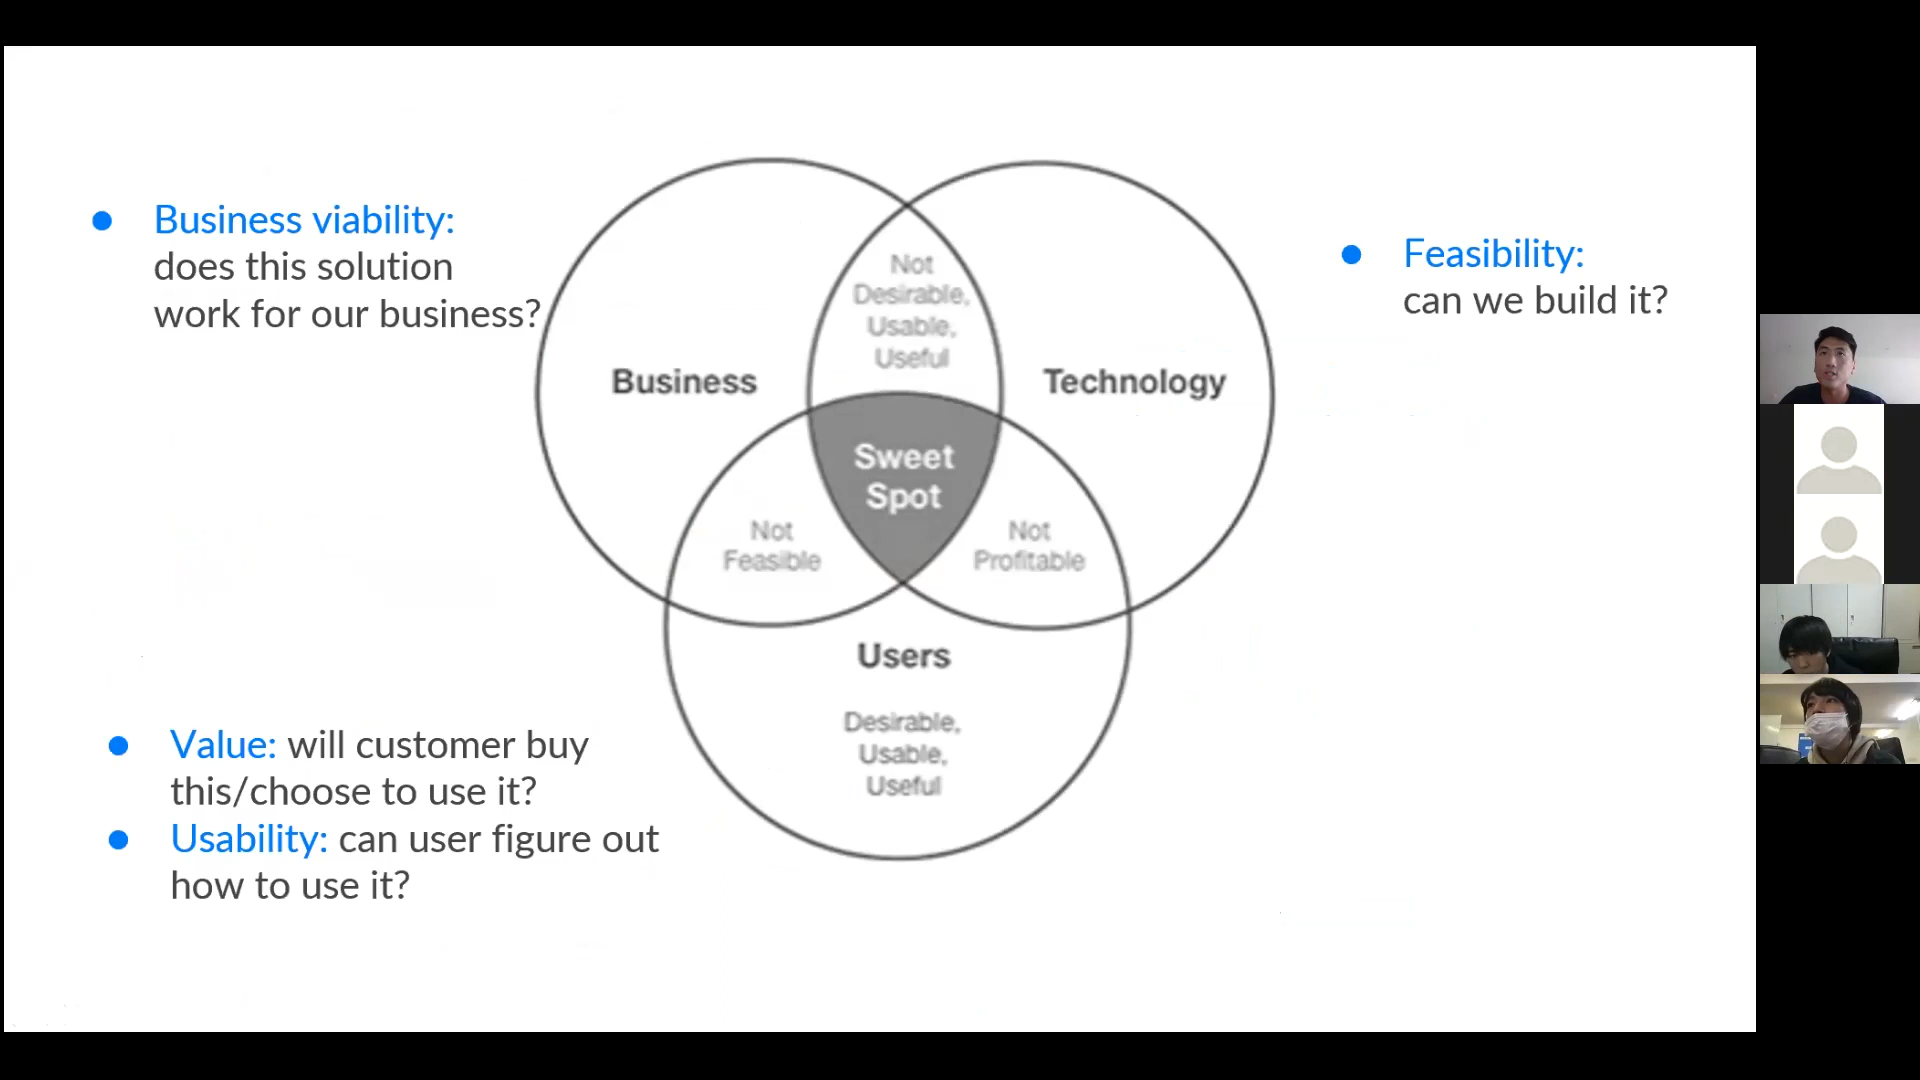 Business viability:
does this solution
work for our business?
Feasibility:
can we build it?
Not
Desirable,
Usable,
Useful
Business
Technology
Sweet
Spot
Not
Feasible
Not
Profitable
Users
Desirable,
Usable,
Useful
Value: will customer buy
this/choose to use it?
Usability: can user figure out
how to use it?